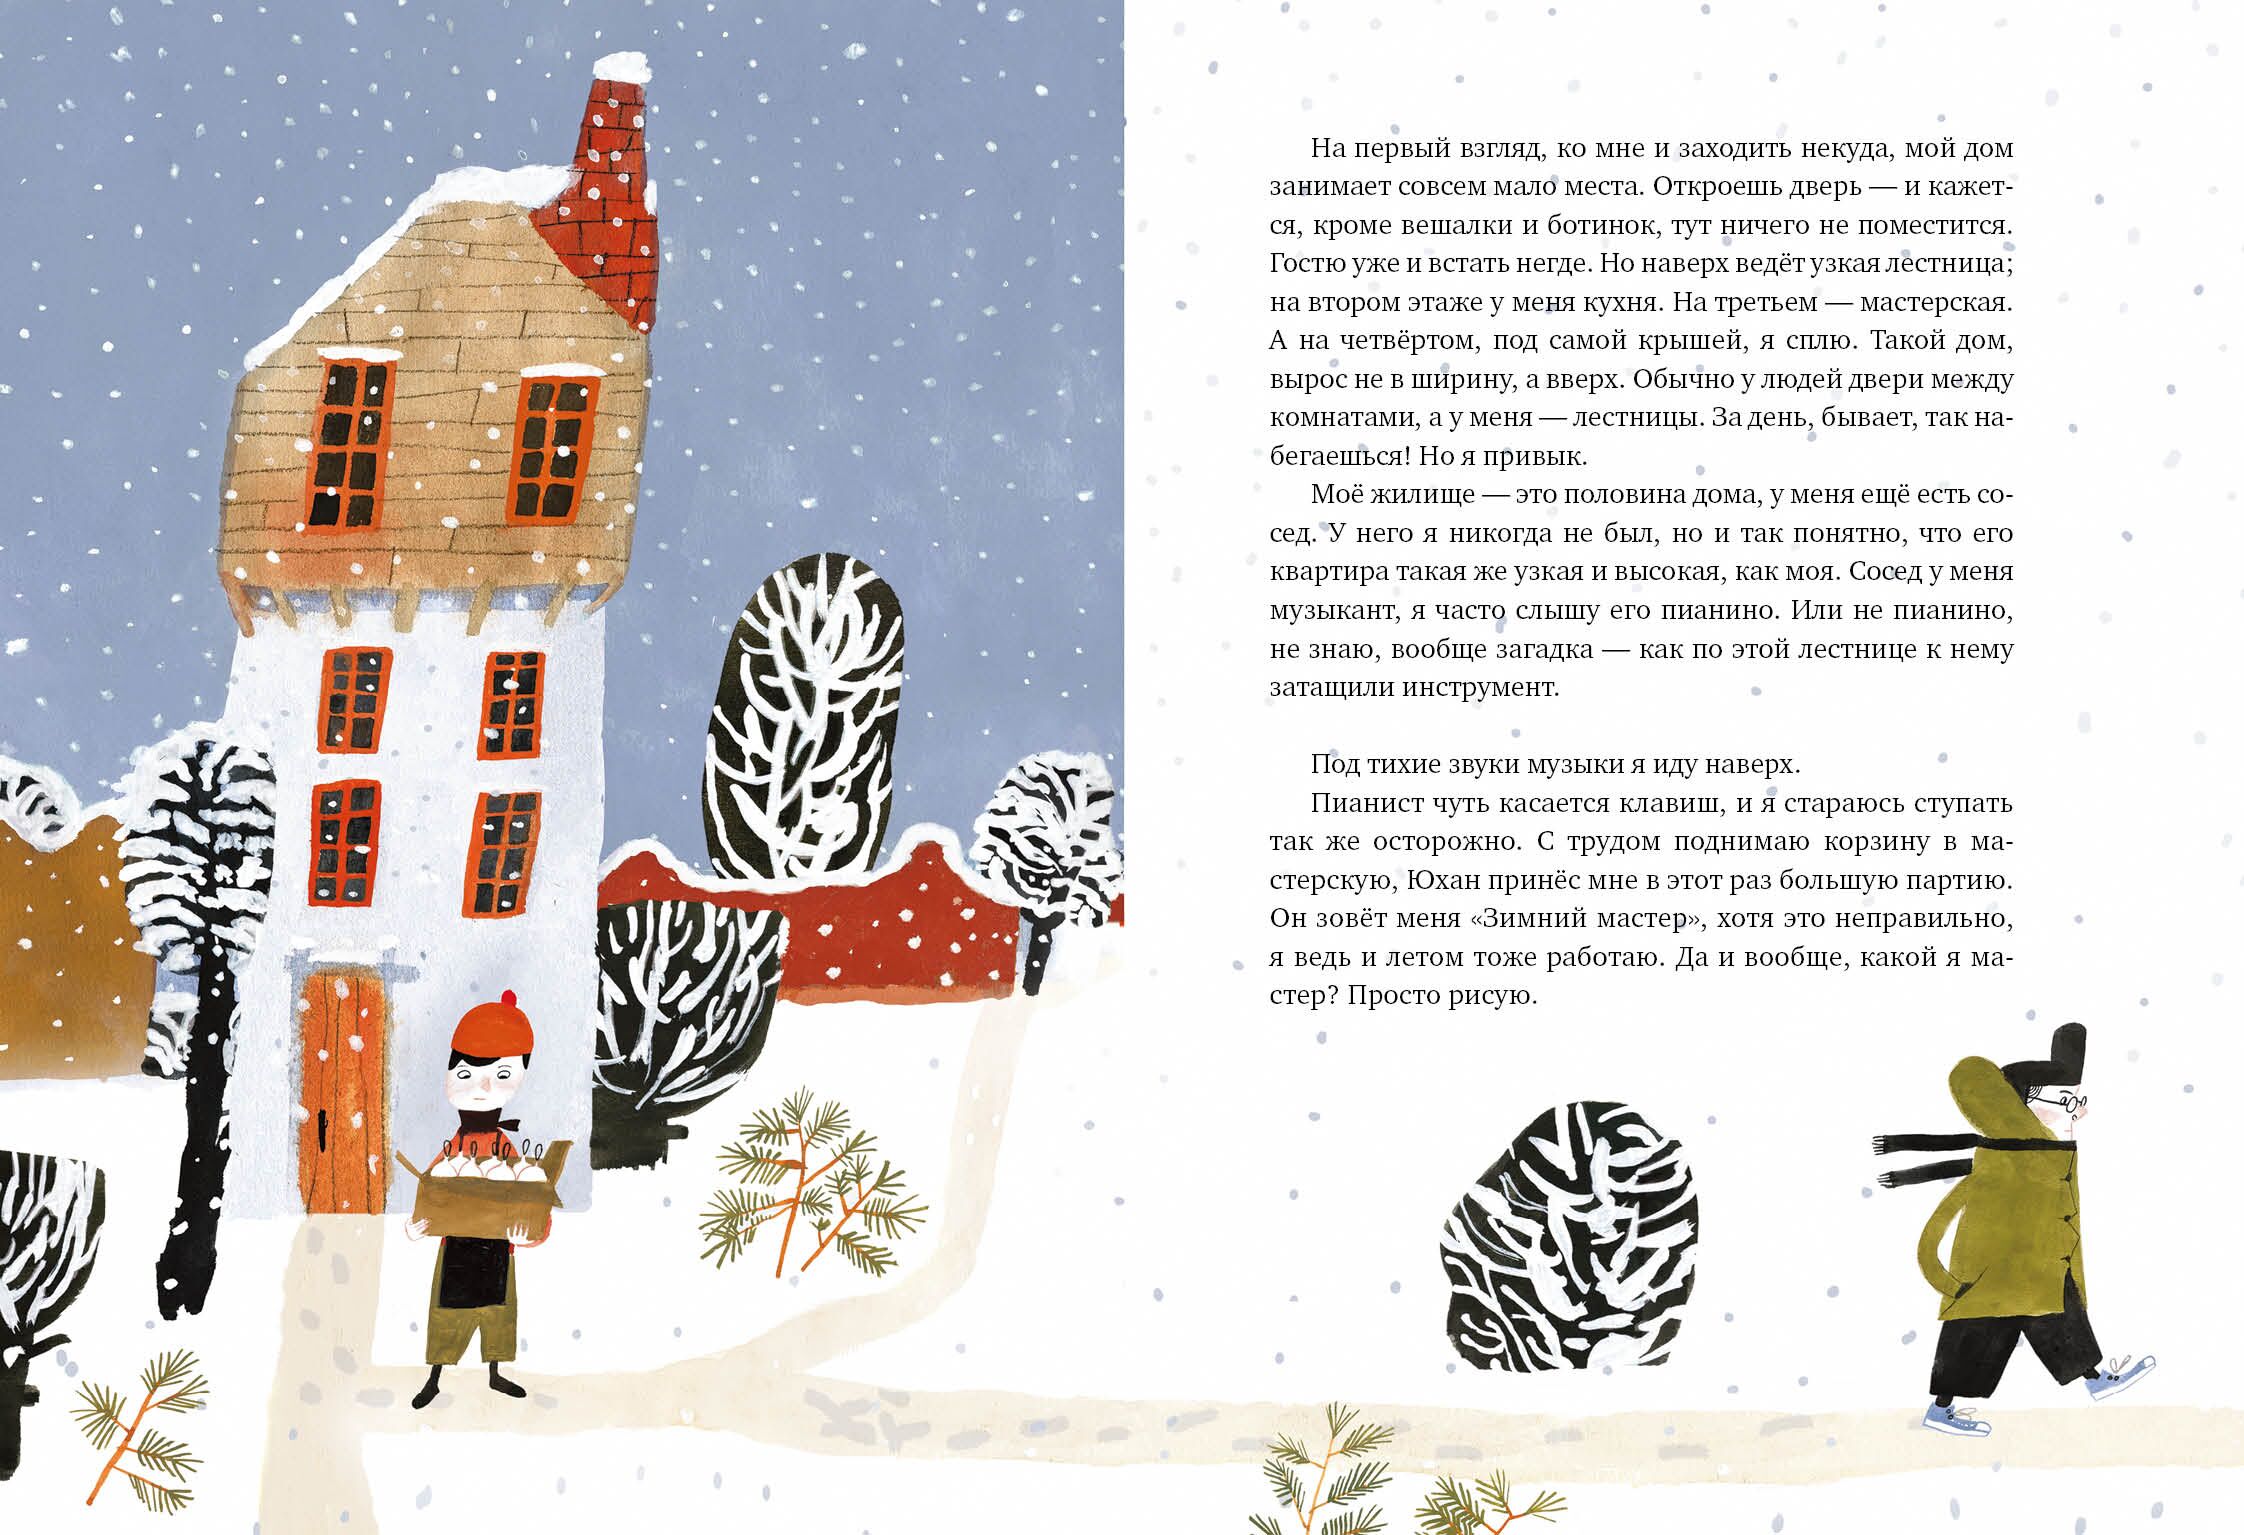 На первый взгляд, ко мне и заходить некуда, мой дом
занимает совсем мало места. Откроешь дверь — и кажет-
ся, кроме вешалки и ботинок, тут ничего не поместится.
Гостю уже и встать негде. Но наверх ведёт узкая лестница;
на втором этаже у меня кухня. На третьем — мастерская.
А на четвёртом, под самой крышей, я сплю. Такой дом,
вырос не в ширину, а вверх. Обычно у людей двери между
комнатами, а у меня — лестницы. За день, бывает, так на-
бегаешься! Но я привык.
Моё жилище — это половина дома, у меня ещё есть со-
сед. У него я никогда не был, но и так понятно, что его
квартира такая же узкая и высокая, как моя. Сосед у меня
музыкант, я часто слышу его пианино. Или не пианино,
не знаю, вообще загадка — как по этой лестнице к нему
затащили инструмент.
Под тихие звуки музыки я иду наверх.
Пианист чуть касается клавиш, и я стараюсь ступать
так же осторожно. С трудом поднимаю корзину в ма-
стерскую, Юхан принёс мне в этот раз большую партию.
Он зовёт меня «Зимний мастер», хотя это неправильно,
я ведь и летом тоже работаю. Да и вообще, какой я ма-
стер? Просто рисую.